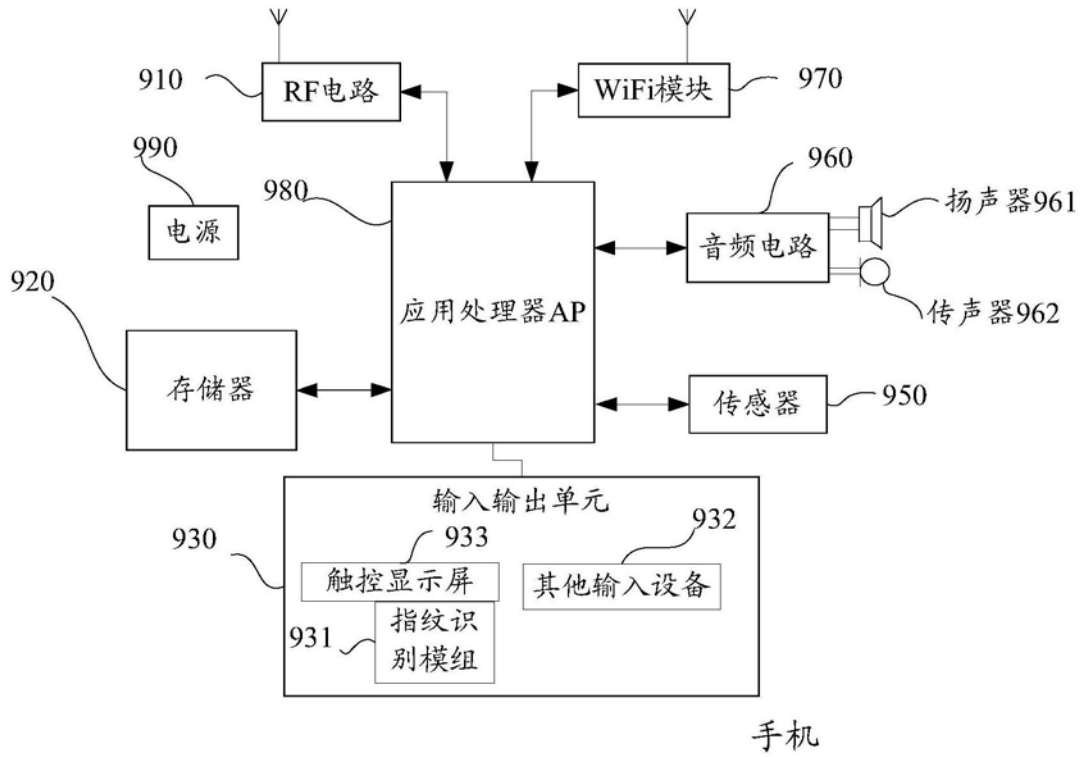 910
RF电路
WiFi模块
970
990
980
960
电源
扬声器961
音频电路
920
应用处理器AP
传声器962
存储器
传感器
950
输入输出单元
930
933
932
触控显示屏
其他输入设备
931
指纹识
别模组
手机